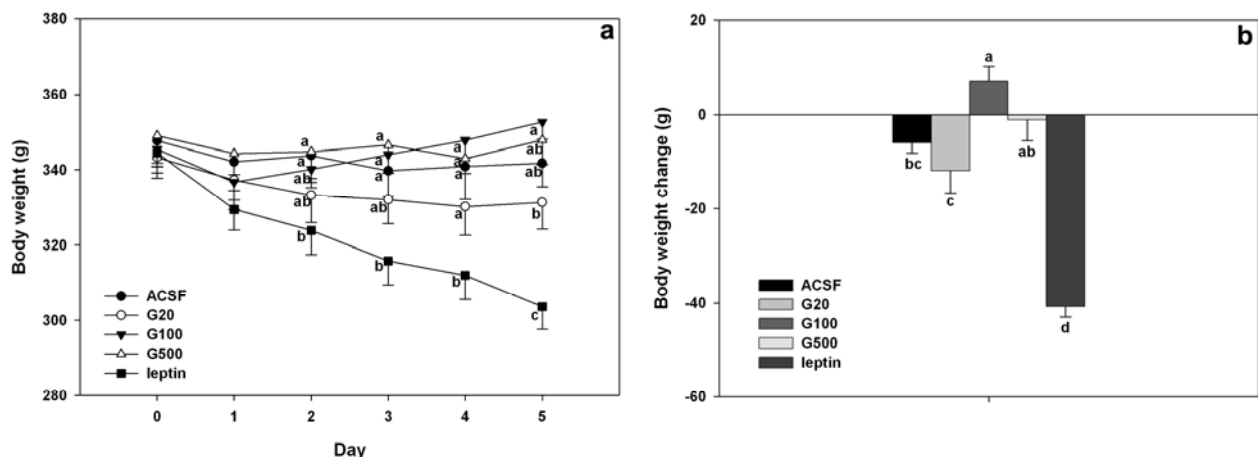 a
Body weight (g)
380
360
340
320
300
280
a
a
a
a
a
a
a
ab
ab
a
a
ab
ab
ab
a
b
b
b
b
c
ACSF
G20
G100
G500
leptin
0
1
2
3
4
5
Day
b
Body weight change (g)
20
0
-20
-40
-60
a
bc
ab
c
d
ACSF
G20
G100
G500
leptin